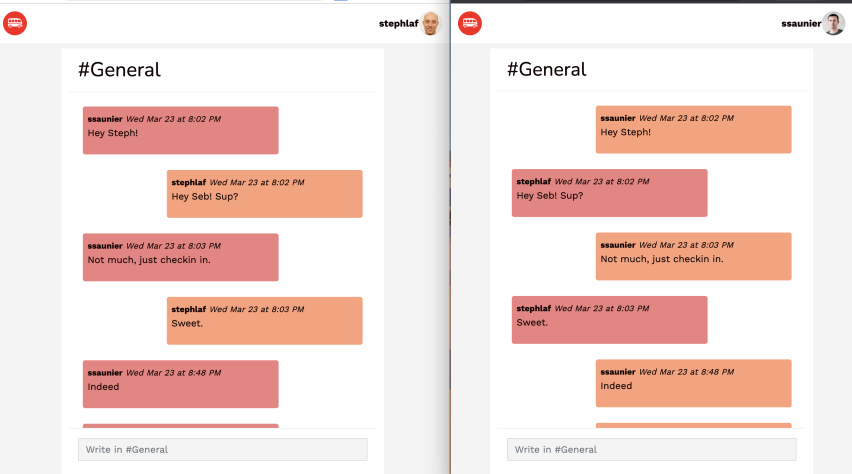 stephlaf
#General
ssaunier Wed Mar 23 at 8:02 PM
Hey Steph!
stephlaf Wed Mar 23 at 8:02 PM
Hey Seb! Sup?
ssaunier Wed Mar 23 at 8:03 PM
Not much, just checkin in.
stephlaf Wed Mar 23 at 8:03 PM
Sweet.
ssaunier Wed Mar 23 at 8:48 PM
Indeed
Write in #General
ssaunier
#General
ssaunier Wed Mar 23 at 8:02 PM
Hey Steph!
stephlaf Wed Mar 23 at 8:02 PM
Hey Seb! Sup?
ssaunier Wed Mar 23 at 8:03 PM
Not much, just checkin in.
stephlaf Wed Mar 23 at 8:03 PM
Sweet.
ssaunier Wed Mar 23 at 8:48 PM
Indeed
Write in #General